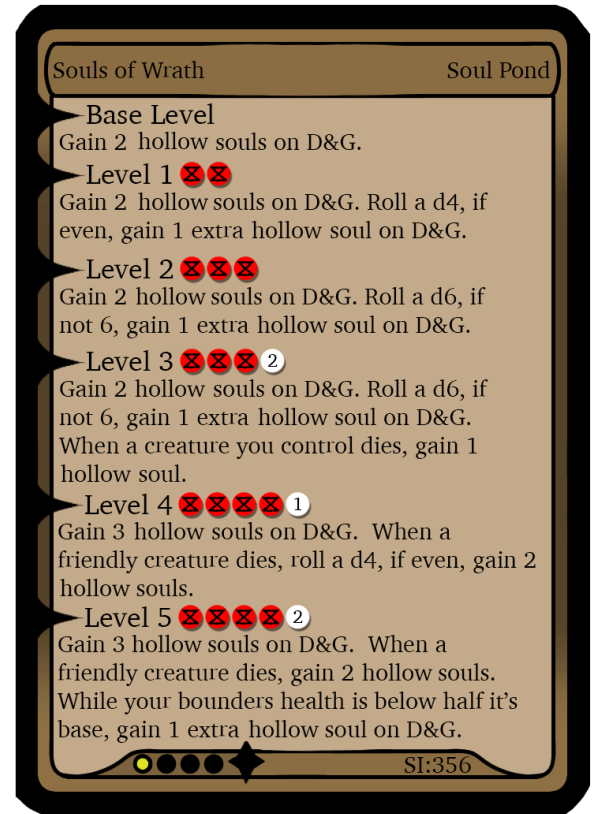 Souls of Wrath Soul Pond
Base Level
Gain 2 hollow souls on D&G.
Level 1
Gain 2 hollow souls on D&G. Roll a d4, if
even, gain 1 extra hollow soul on D&G.
Level 2
Gain 2 hollow souls on D&G. Roll a d6, if
not 6, gain 1 extra hollow soul on D&G.
Level 3 2
Gain 2 hollow souls on D&G. Roll a d6, if
not 6, gain 1 extra hollow soul on D&G.
When a creature you control dies, gain 1
hollow soul.
Level 4 1
Gain 3 hollow souls on D&G. When a
friendly creature dies, roll a d4, if even, gain 2
hollow souls.
Level 5 2
Gain 3 hollow souls on D&G. When a
friendly creature dies, gain 2 hollow souls.
While your bounders health is below half it's
base, gain 1 extra hollow soul on D&G.
SI:356